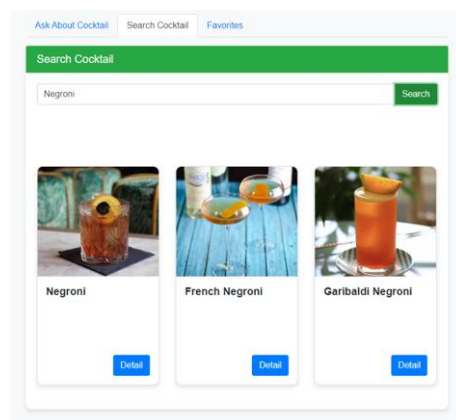 Ask About Cocktail Search Cocktail Favorites
Search Cocktail
Negroni Search
Negroni French Negroni Garibaldi Negroni
Detail Detail Detail